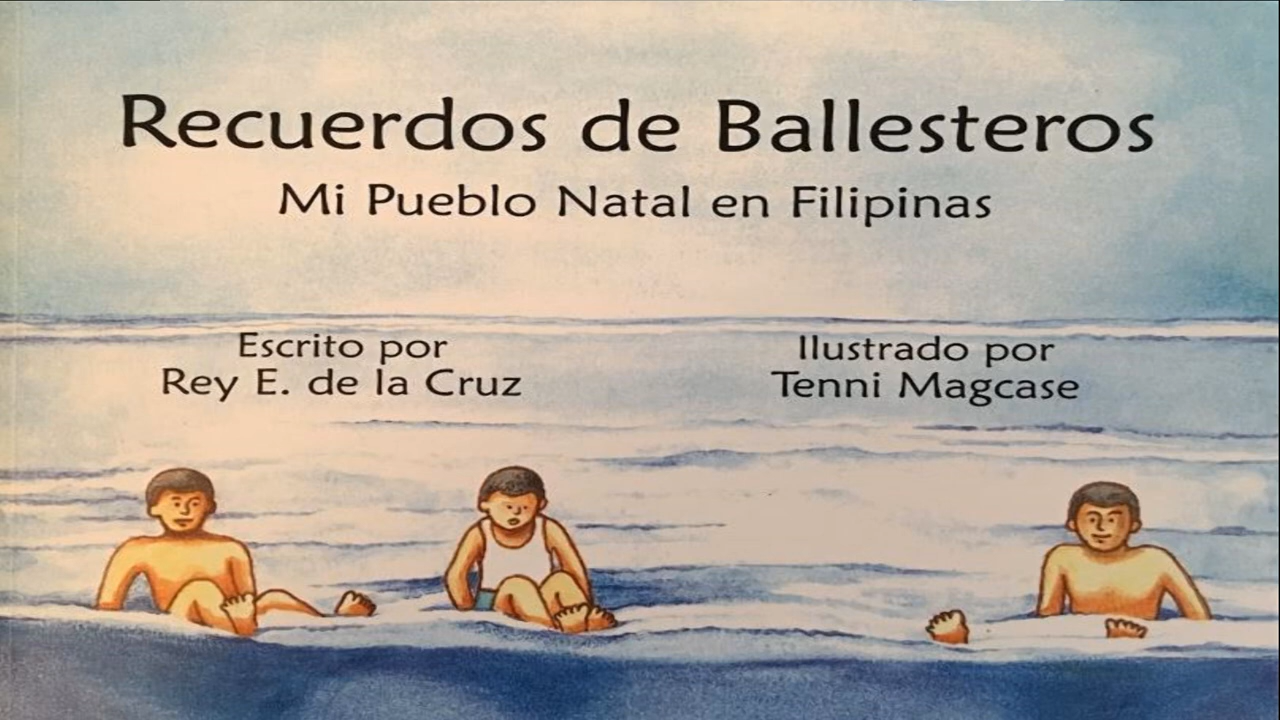 Recuerdos de Ballesteros
Mi Pueblo Natal en Filipinas
Escrito por
Rey E. de la Cruz
Ilustrado por
Tenni Magcase